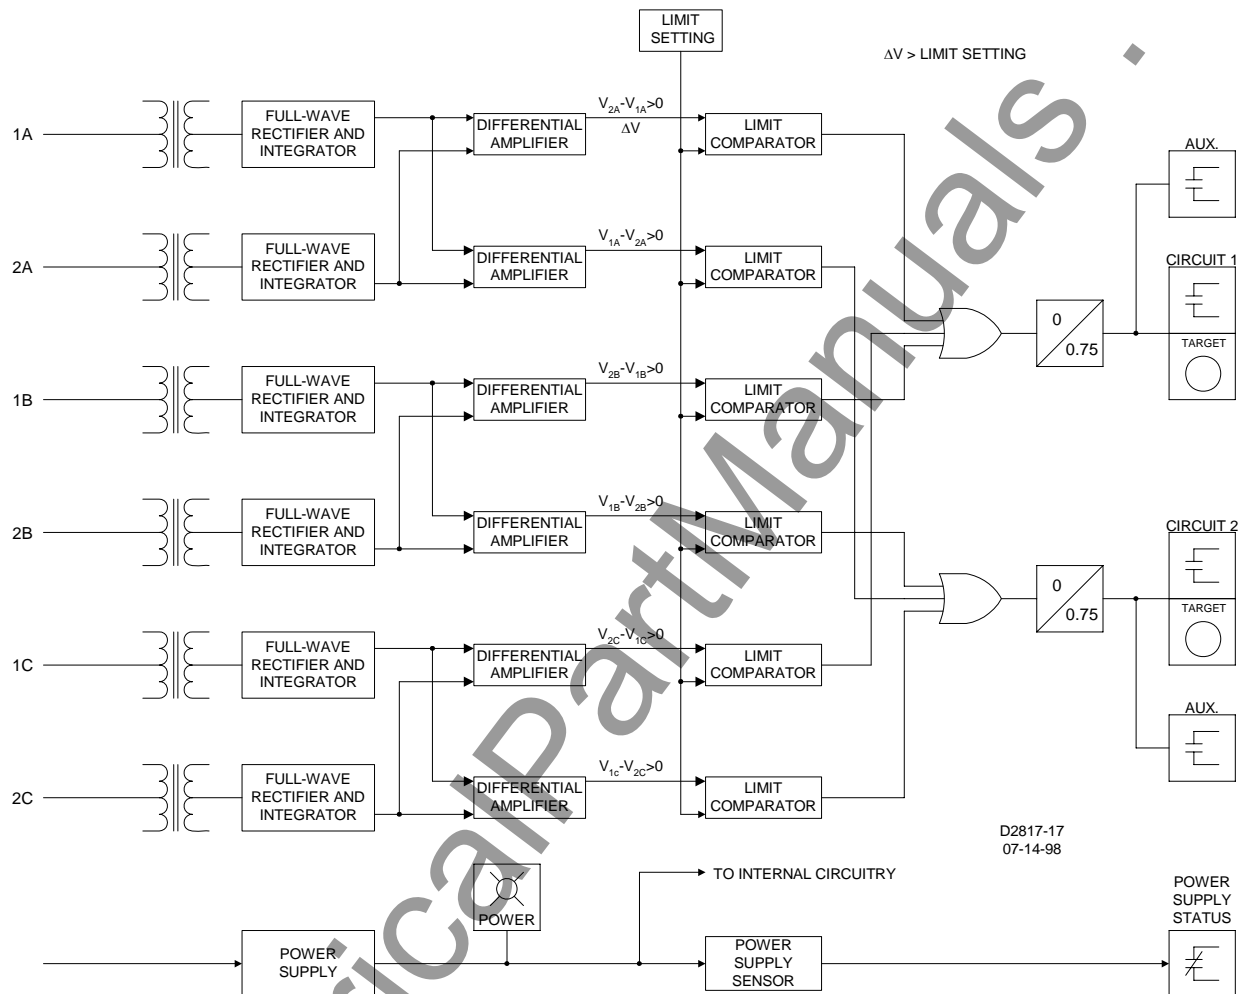 LIMIT
SETTING
ΔV > LIMIT SETTING
1A
FULL-WAVE
RECTIFIER AND
INTEGRATOR
DIFFERENTIAL
AMPLIFIER
V2A-V1A>0
ΔV
LIMIT
COMPARATOR
AUX.
2A
FULL-WAVE
RECTIFIER AND
INTEGRATOR
DIFFERENTIAL
AMPLIFIER
V1A-V2A>0
LIMIT
COMPARATOR
CIRCUIT 1
TARGET
0
0.75
1B
FULL-WAVE
RECTIFIER AND
INTEGRATOR
DIFFERENTIAL
AMPLIFIER
V2B-V1B>0
LIMIT
COMPARATOR
2B
FULL-WAVE
RECTIFIER AND
INTEGRATOR
DIFFERENTIAL
AMPLIFIER
V1B-V2B>0
LIMIT
COMPARATOR
CIRCUIT 2
TARGET
0
0.75
1C
FULL-WAVE
RECTIFIER AND
INTEGRATOR
DIFFERENTIAL
AMPLIFIER
V2C-V1C>0
LIMIT
COMPARATOR
AUX.
2C
FULL-WAVE
RECTIFIER AND
INTEGRATOR
DIFFERENTIAL
AMPLIFIER
V1c-V2C>0
LIMIT
COMPARATOR
D2817-17
07-14-98
POWER
TO INTERNAL CIRCUITRY
POWER
SUPPLY
STATUS
POWER
SUPPLY
POWER
SUPPLY
SENSOR
ricalPartManuals .